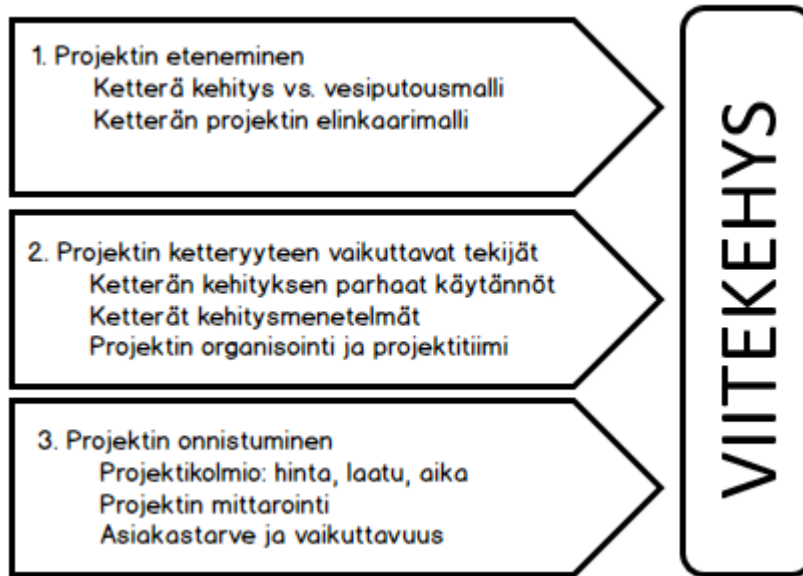 1. Projektin eteneminen
Ketterä kehitys vs. vesiputousmalli
Ketterän projektin elinkaarimalli
2. Projektin ketteryyteen vaikuttavat tekijät
Ketterän kehityksen parhaat käytännöt
Ketterät kehitysmenetelmät
Projektin organisointi ja projektitiimi
3. Projektin onnistuminen
Projektikolmio: hinta, laatu, aika
Projektin mittarointi
Asiakastarve ja vaikuttavuus
VIITEKEHYS